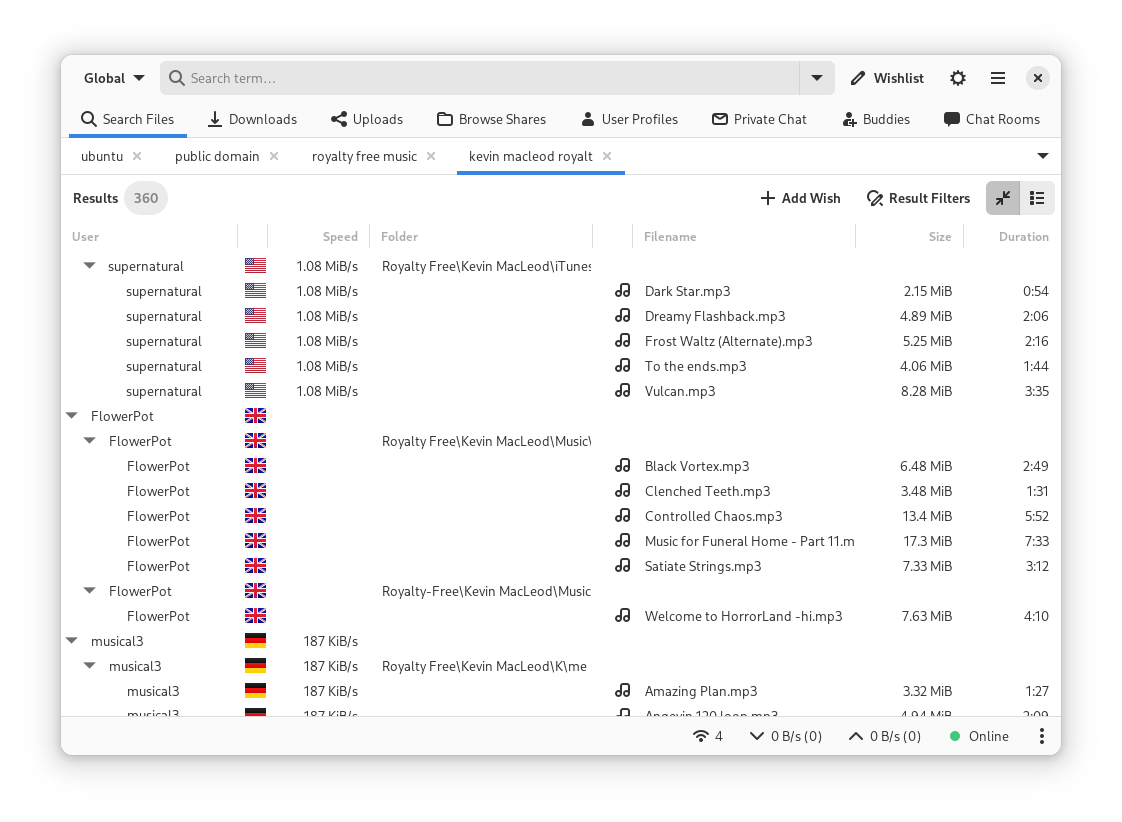 Global Search term... Wishlist
Search Files Downloads Uploads Browse Shares User Profiles Private Chat Buddies Chat Rooms
ubuntu public domain royalty free music kevin macleod royalt
Results 360 Add Wish Result Filters
User Speed Folder Filename Size Duration
supernatural 1.08 MiB/s Royalty Free\Kevin MacLeod\iTunes
supernatural 1.08 MiB/s Dark Star.mp3 2.15 MiB 0:54
supernatural 1.08 MiB/s Dreamy Flashback.mp3 4.89 MiB 2:06
supernatural 1.08 MiB/s Frost Waltz (Alternate).mp3 5.25 MiB 2:16
supernatural 1.08 MiB/s To the ends.mp3 4.06 MiB 1:44
supernatural 1.08 MiB/s Vulcan.mp3 8.28 MiB 3:35
FlowerPot
FlowerPot Royalty Free\Kevin MacLeod\Music\
FlowerPot Black Vortex.mp3 6.48 MiB 2:49
FlowerPot Clenched Teeth.mp3 3.48 MiB 1:31
FlowerPot Controlled Chaos.mp3 13.4 MiB 5:52
FlowerPot Music for Funeral Home - Part 11.m 17.3 MiB 7:33
FlowerPot Satiate Strings.mp3 7.33 MiB 3:12
FlowerPot Royalty-Free\Kevin MacLeod\Music
FlowerPot Welcome to HorrorLand -hi.mp3 7.63 MiB 4:10
musical3 187 KiB/s
musical3 187 KiB/s Royalty Free\Kevin MacLeod\K\me
musical3 187 KiB/s Amazing Plan.mp3 3.32 MiB 1:27
musical3 187 KiB/s Angevin 120 loop.mp3 4.94 MiB 2:09
4 0 B/s (0) 0 B/s (0) Online